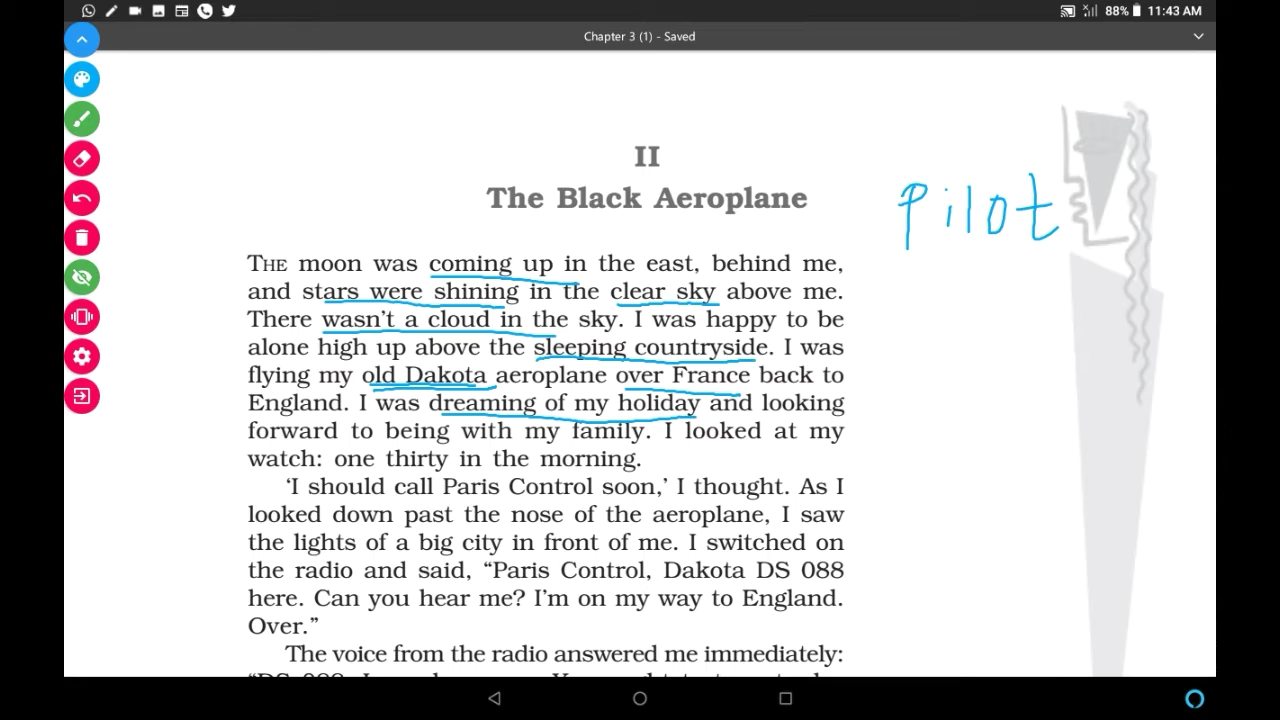 88% 11:43 AM
Chapter 3 (1) - Saved
II
The Black Aeroplane
Pilot
THE moon was coming up in the east, behind me,
and stars were shining in the clear sky above me.
There wasn't a cloud in the sky. I was happy to be
alone high up above the sleeping countryside. I was
flying my old Dakota aeroplane over France back to
England. I was dreaming of my holiday and looking
forward to being with my family. I looked at my
watch: one thirty in the morning.
‘I should call Paris Control soon,’ I thought. As I
looked down past the nose of the aeroplane, I saw
the lights of a big city in front of me. I switched on
the radio and said, “Paris Control, Dakota DS 088
here. Can you hear me? I’m on my way to England.
Over.”
The voice from the radio answered me immediately: